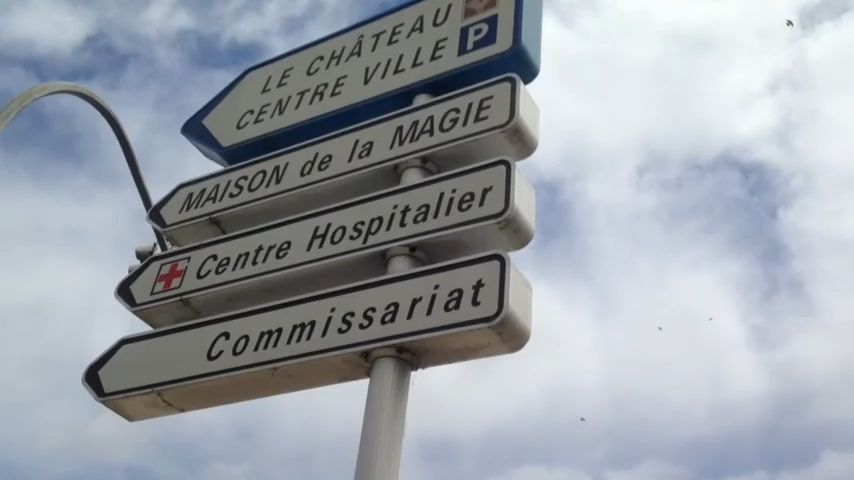 LE CHÂTEAU
CENTRE VILLE P
MAISON de la MAGIE
Centre Hospitalier
Commissariat